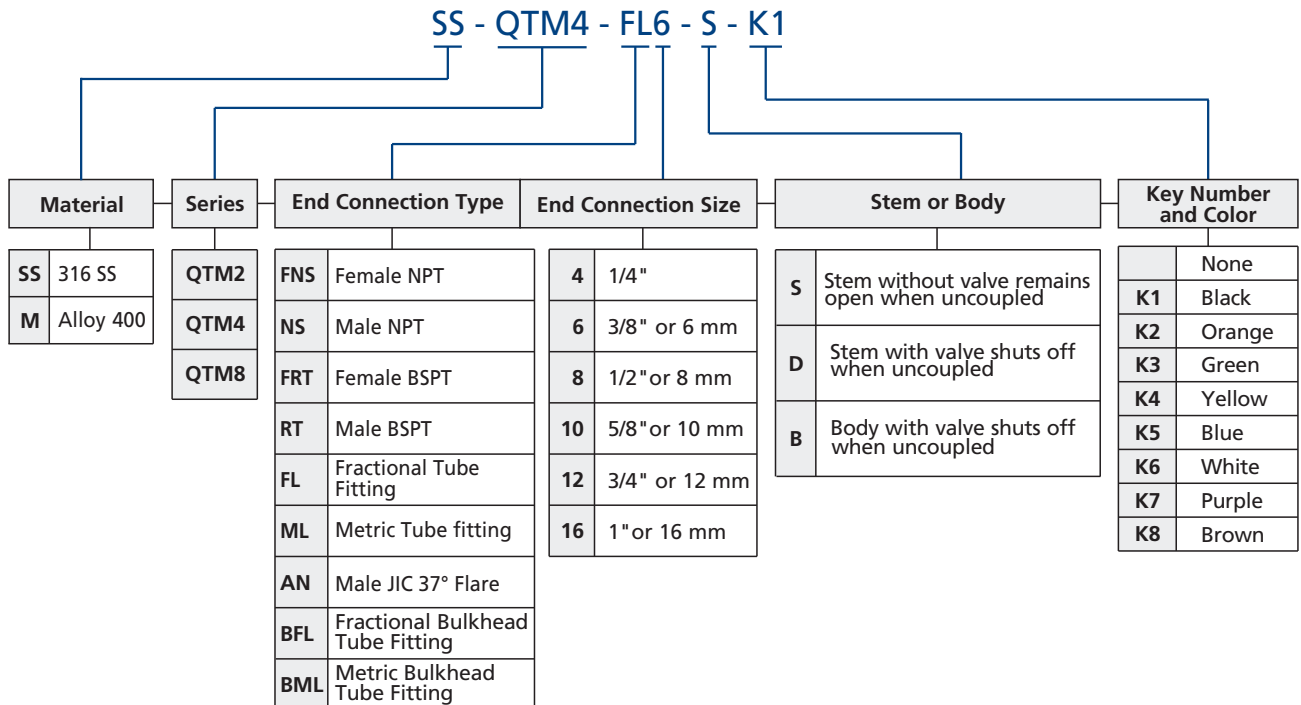 SS - QTM4 - FL6 - S - K1
Material
Series
End Connection Type
End Connection Size
Stem or Body
Key Number
and Color
SS 316 SS
M Alloy 400
QTM2
QTM4
QTM8
FNS Female NPT
NS Male NPT
FRT Female BSPT
RT Male BSPT
FL Fractional Tube
Fitting
ML Metric Tube fitting
AN Male JIC 37° Flare
BFL Fractional Bulkhead
Tube Fitting
BML Metric Bulkhead
Tube Fitting
4 1/4"
6 3/8" or 6 mm
8 1/2"or 8 mm
10 5/8"or 10 mm
12 3/4" or 12 mm
16 1"or 16 mm
S Stem without valve remains
open when uncoupled
D Stem with valve shuts off
when uncoupled
B Body with valve shuts off
when uncoupled
None
K1 Black
K2 Orange
K3 Green
K4 Yellow
K5 Blue
K6 White
K7 Purple
K8 Brown